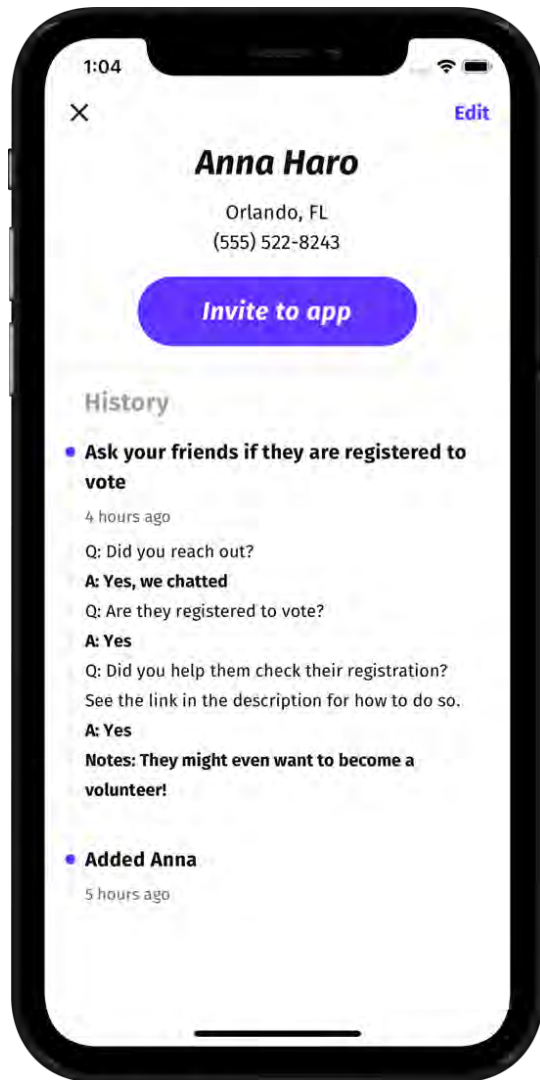 1:04
Edit
Anna Haro
Orlando, FL
(555) 522-8243
Invite to app
History
Ask your friends if they are registered to
vote
4 hours ago
Q: Did you reach out?
A: Yes, we chatted
Q: Are they registered to vote?
A: Yes
Q: Did you help them check their registration?
See the link in the description for how to do so.
A: Yes
Notes: They might even want to become a
volunteer!
Added Anna
5 hours ago